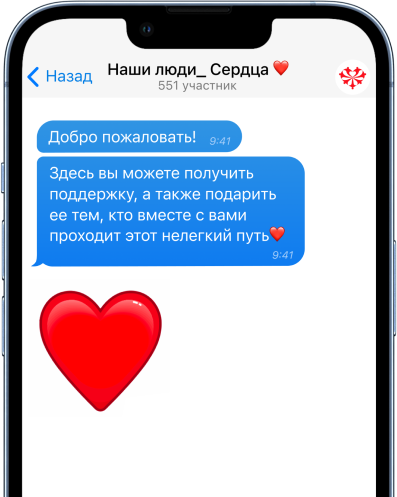 Назад
Наши люди_ Сердца ❤️
551 участник
Добро пожаловать!
9:41
Здесь вы можете получить
поддержку, а также подарить
ее тем, кто вместе с вами
проходит этот нелегкий путь❤️
9:41